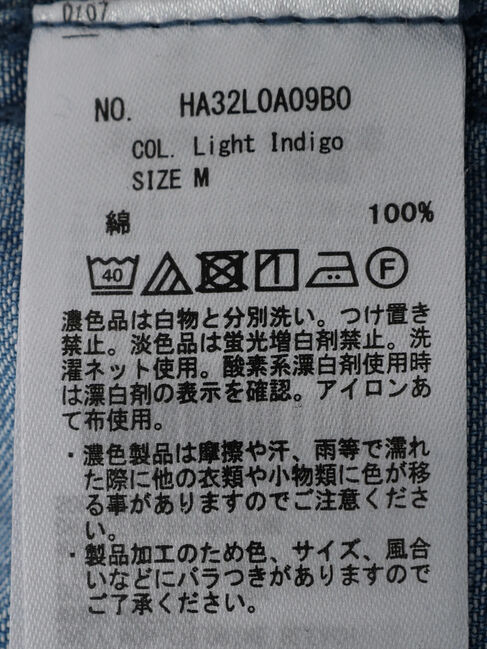 0107
NO. HA32L0A09B0
COL. Light Indigo
SIZE M
綿 100%
40 F
濃色品は白物と分別洗い。つけ置き
禁止。淡色品は蛍光増白剤禁止。洗
濯ネット使用。酸素系漂白剤使用時
は漂白剤の表示を確認。アイロンあ
て布使用。
・濃色製品は摩擦や汗、雨等で濡れ
た際に他の衣類や小物類に色が移
る事がありますのでご注意くださ
い。
・製品加工のため色、サイズ、風合
いなどにバラつきがありますので
ご了承ください。